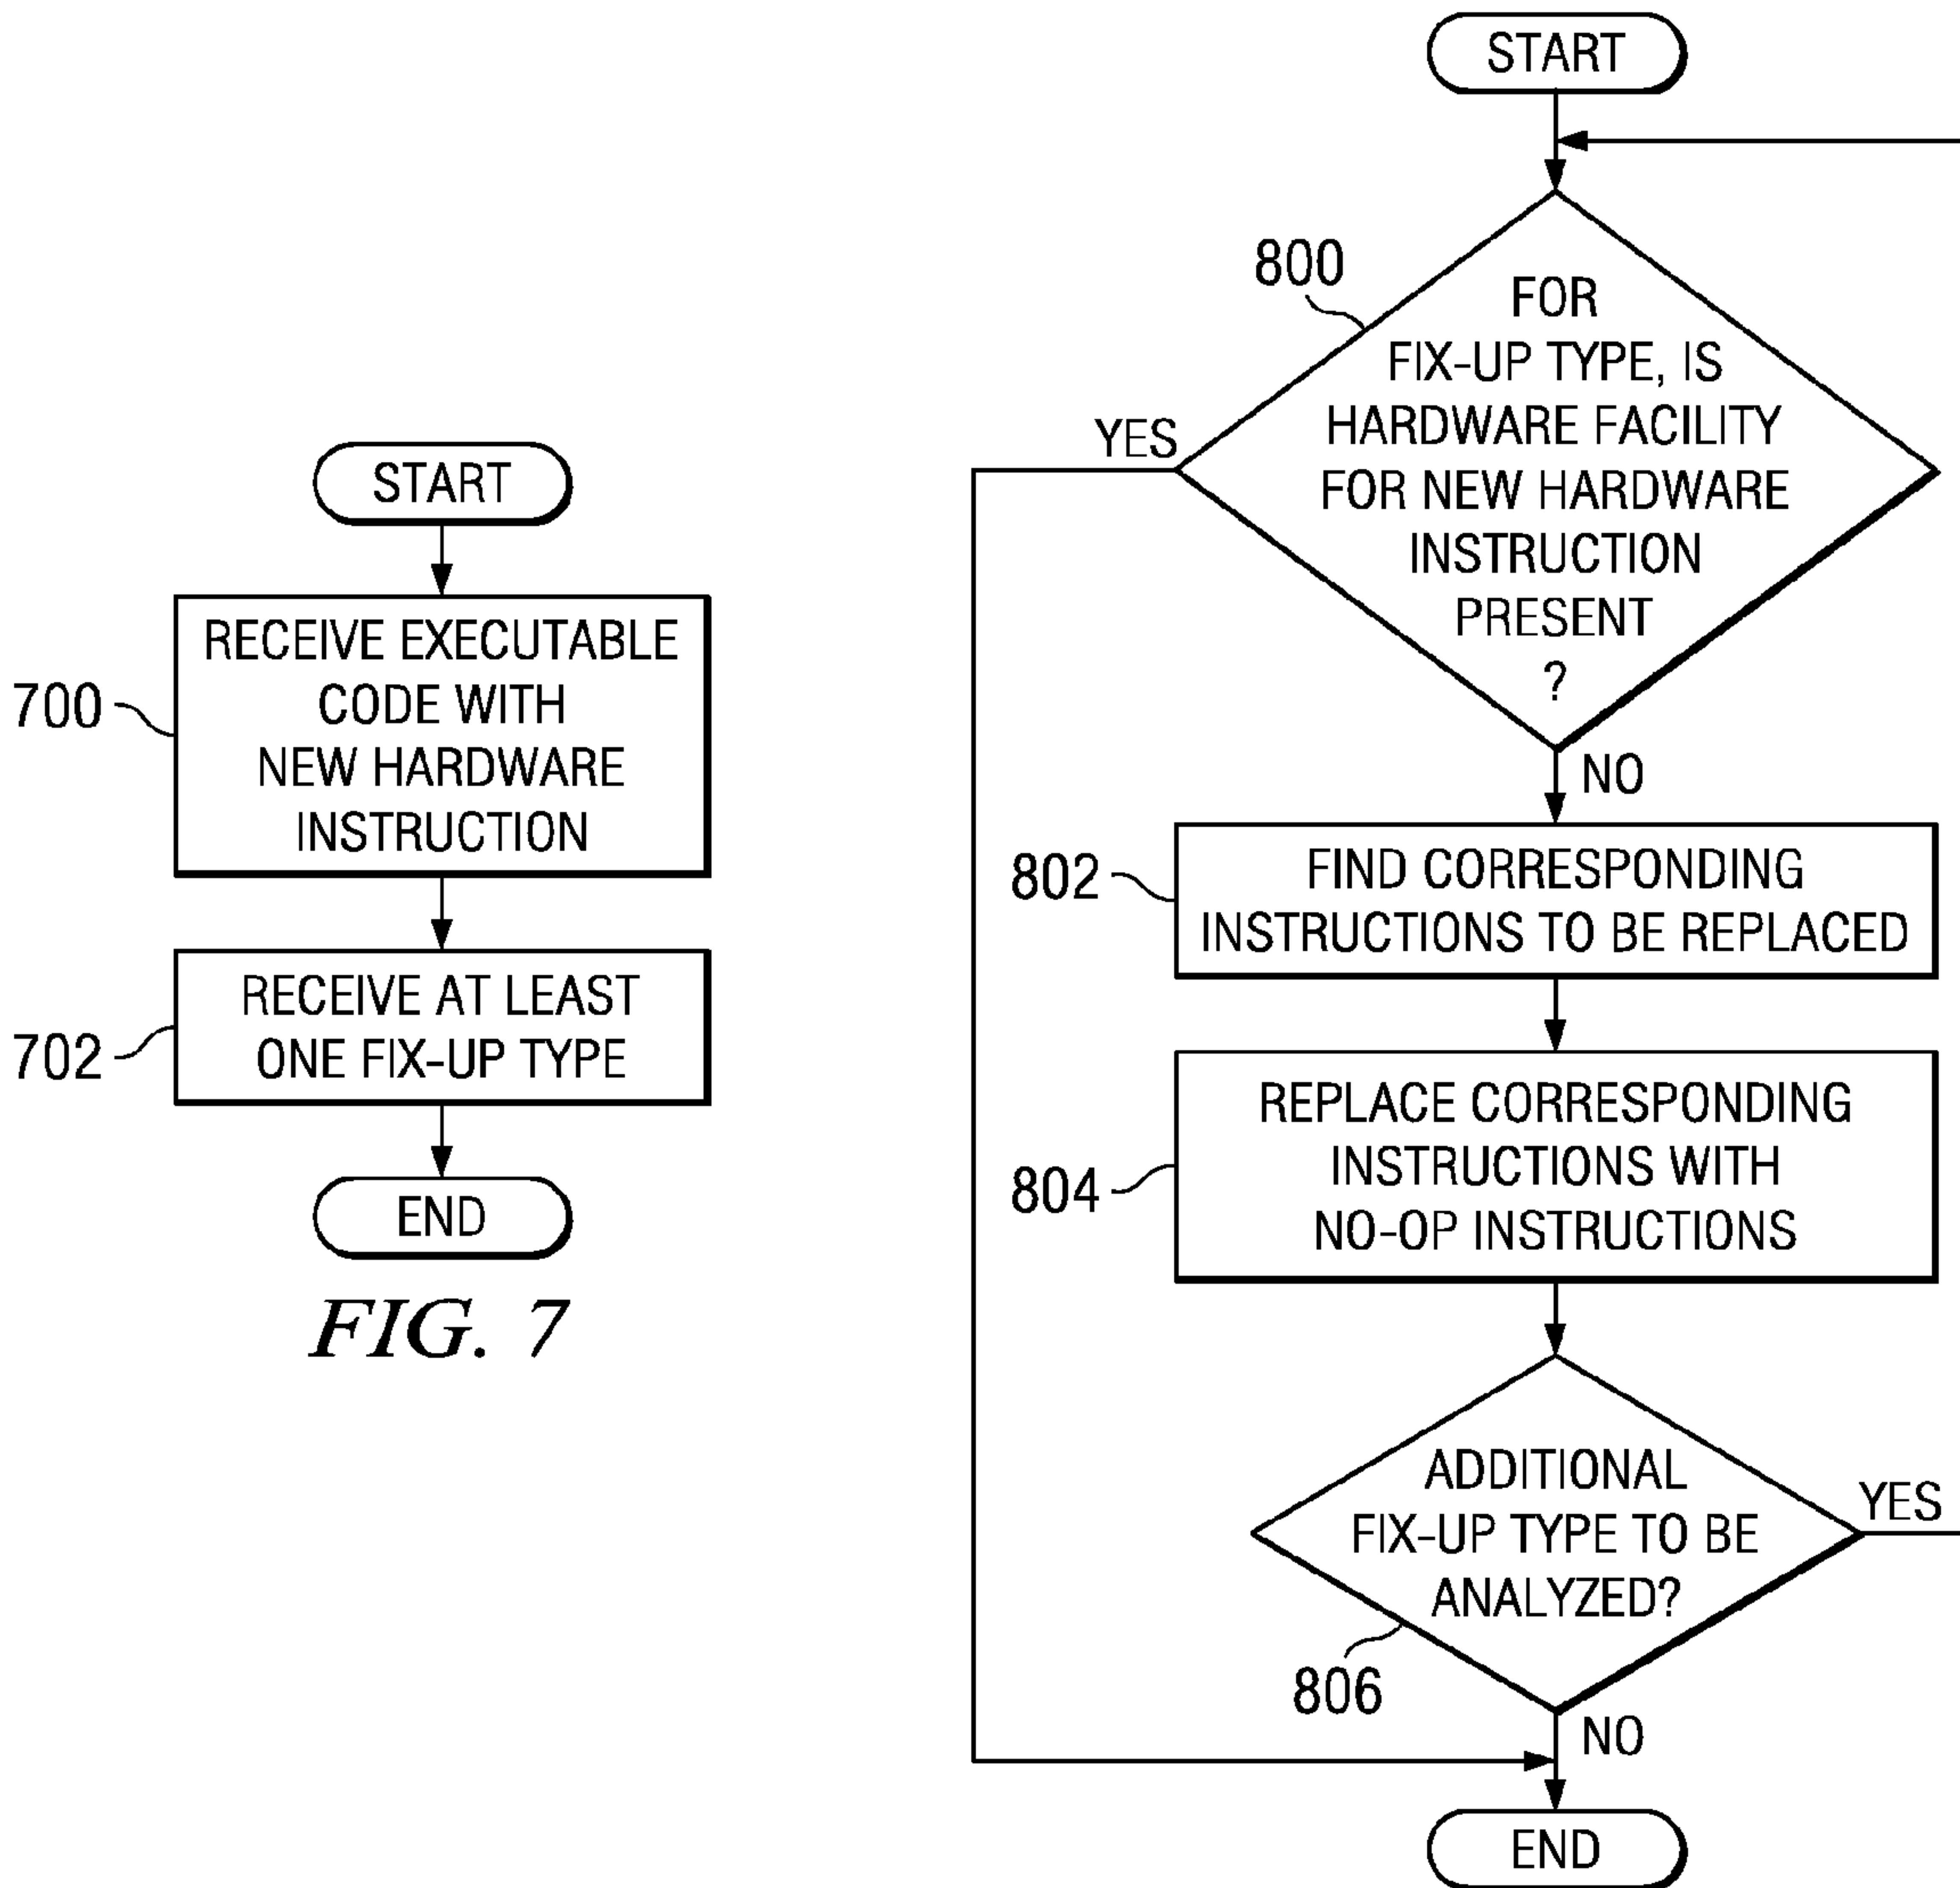 START
RECEIVE EXECUTABLE
CODE WITH
NEW HARDWARE
INSTRUCTION
700
RECEIVE AT LEAST
ONE FIX-UP TYPE
702
END
FIG. 7
START
800
FOR
FIX-UP TYPE, IS
HARDWARE FACILITY
FOR NEW HARDWARE
INSTRUCTION
PRESENT
?
YES
NO
802
FIND CORRESPONDING
INSTRUCTIONS TO BE REPLACED
804
REPLACE CORRESPONDING
INSTRUCTIONS WITH
NO-OP INSTRUCTIONS
ADDITIONAL
FIX-UP TYPE TO BE
ANALYZED?
YES
806
NO
END